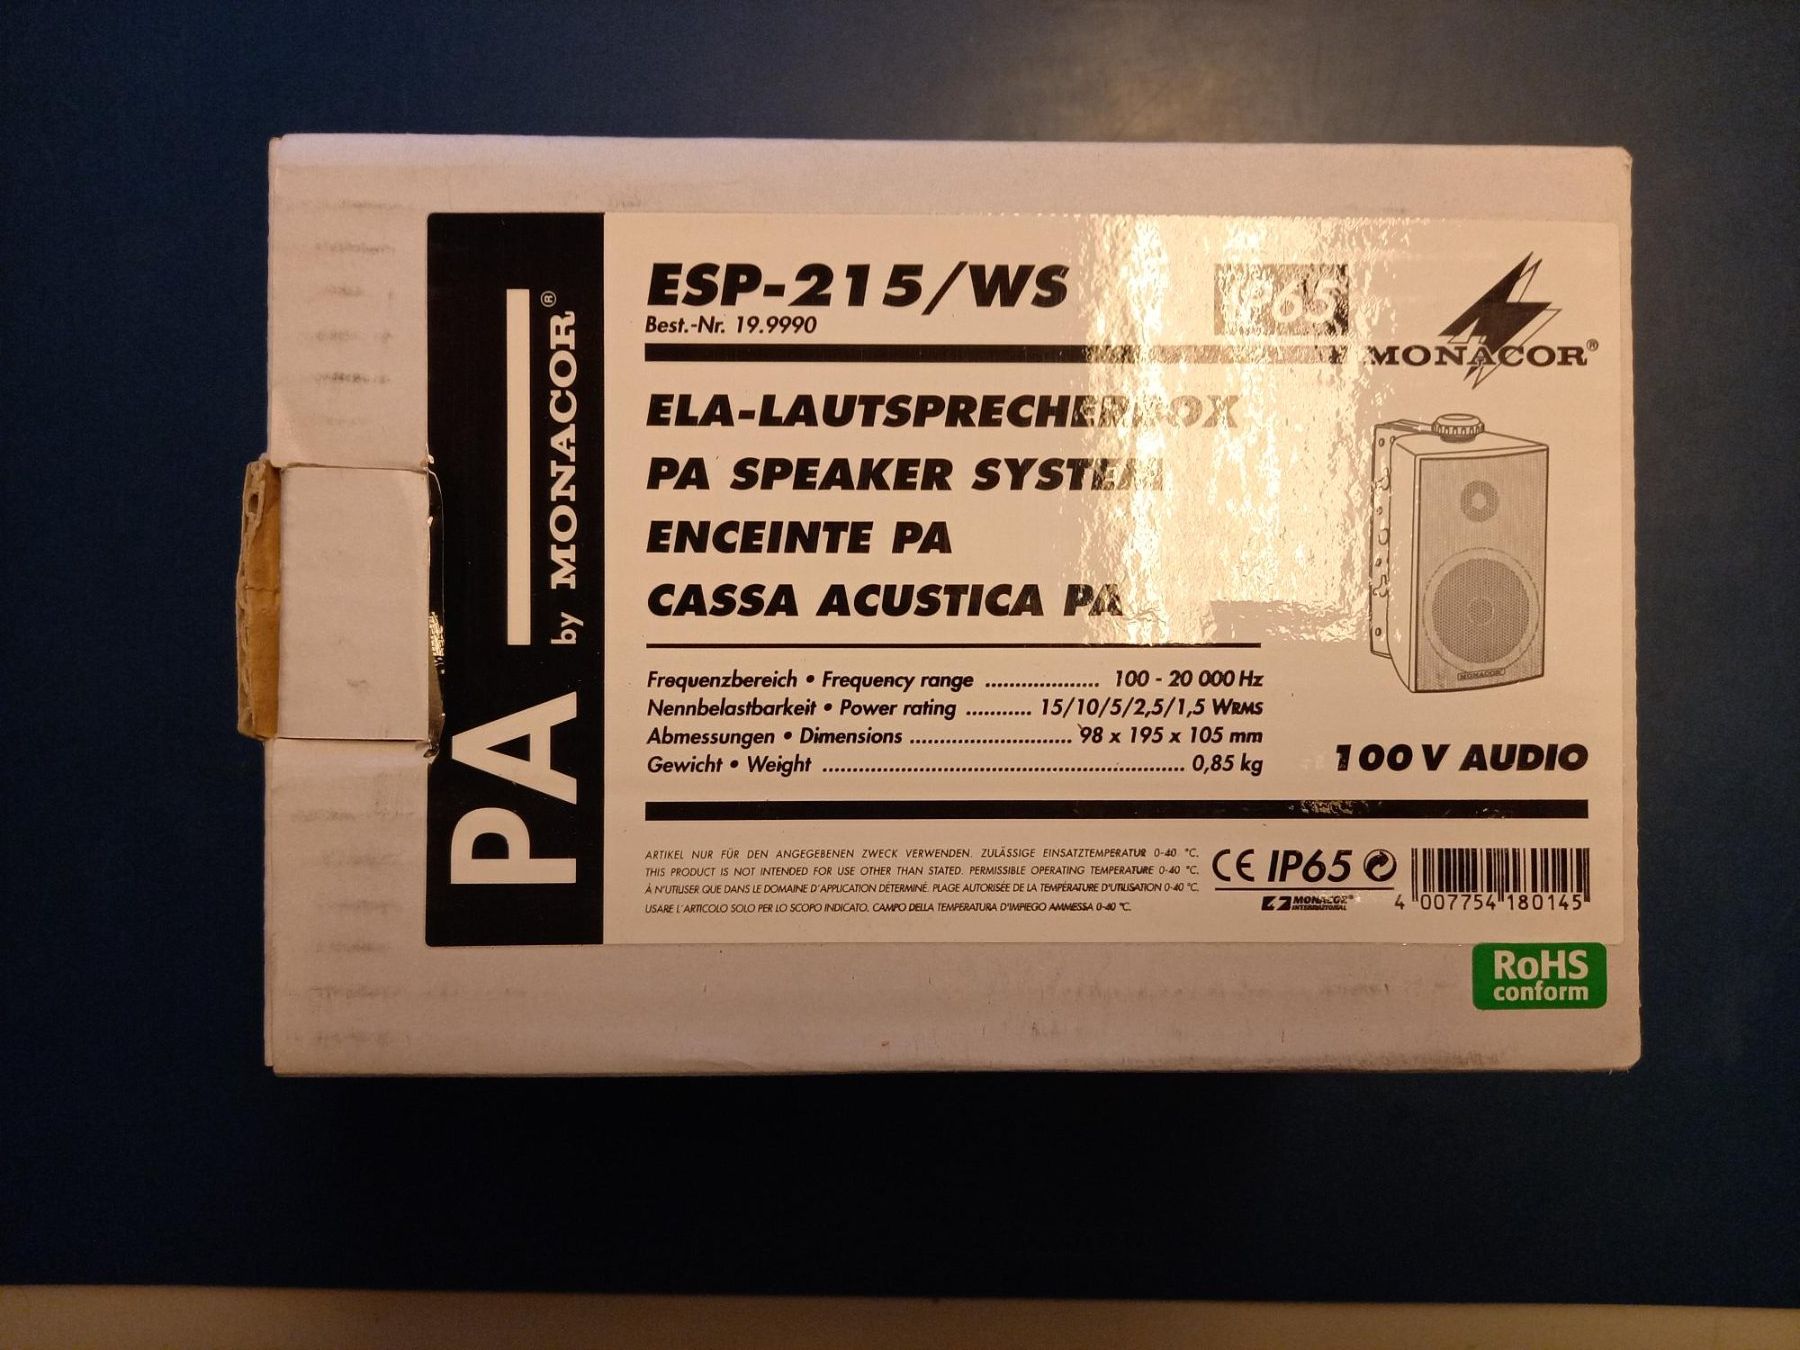 PA by MONACOR®
ESP-215/WS
Best.-Nr. 19.9990
IP65
MONACOR®
ELA-LAUTSPRECHERBOX
PA SPEAKER SYSTEM
ENCEINTE PA
CASSA ACUSTICA PA
MONACOR
Frequenzbereich • Frequency range .................. 100 - 20 000 Hz
Nennbelastbarkeit • Power rating ........... 15/10/5/2,5/1,5 WRMS
Abmessungen • Dimensions ......................... 98 x 195 x 105 mm
Gewicht • Weight ......................................................... 0,85 kg
100 V AUDIO
ARTIKEL NUR FÜR DEN ANGEGEBENEN ZWECK VERWENDEN. ZULÄSSIGE EINSATZTEMPERATUR 0-40 °C.
THIS PRODUCT IS NOT INTENDED FOR USE OTHER THAN STATED. PERMISSIBLE OPERATING TEMPERATURE 0-40 °C.
À N'UTILISER QUE DANS LE DOMAINE D'APPLICATION DÉTERMINÉ. PLAGE AUTORISÉE DE LA TEMPÉRATURE D'UTILISATION 0-40 °C.
USARE L'ARTICOLO SOLO PER LO SCOPO INDICATO. CAMPO DELLA TEMPERATURA D'IMPIEGO AMMESSA 0-40 °C.
CE IP65
MONACOR®
INTERNATIONAL
4 007754 180145
RoHS
conform